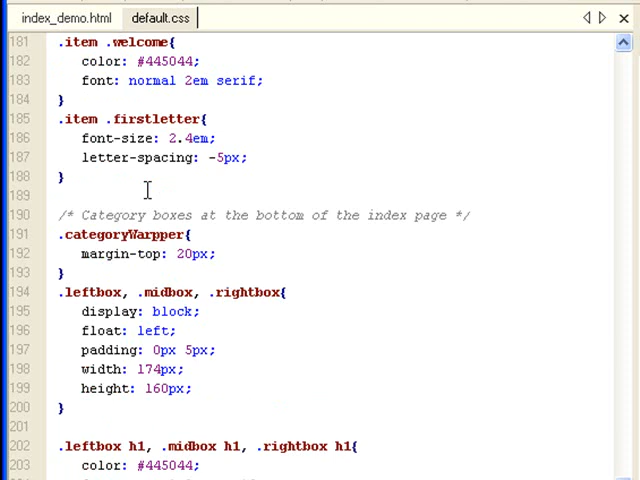 index_demo.html default.css
181 .item .welcome{
182 color: #445044;
183 font: normal 2em serif;
184 }
185 .item .firstletter{
186 font-size: 2.4em;
187 letter-spacing: -5px;
188 }
189
190 /* Category boxes at the bottom of the index page */
191 .categoryWarpper{
192 margin-top: 20px;
193 }
194 .leftbox, .midbox, .rightbox{
195 display: block;
196 float: left;
197 padding: 0px 5px;
198 width: 174px;
199 height: 160px;
200 }
201
202 .leftbox h1, .midbox h1, .rightbox h1{
203 color: #445044;